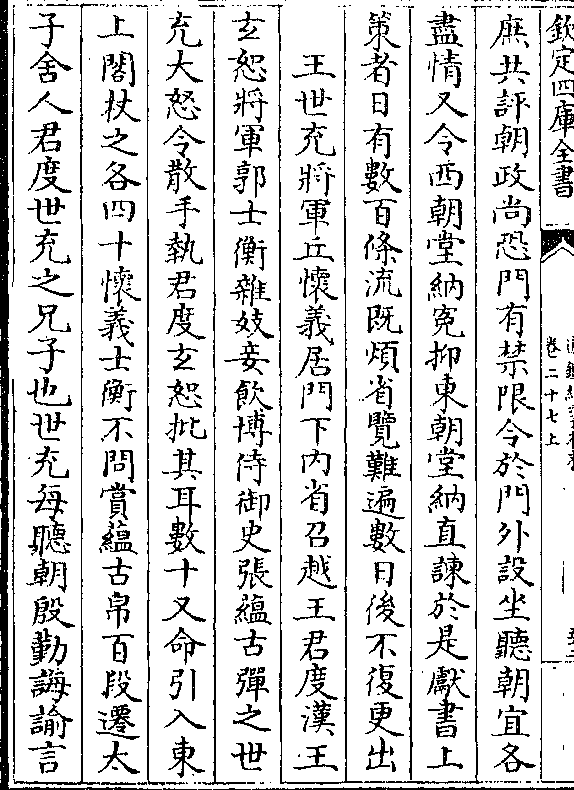 欽定四庫全書
卷二十七上
庶共評朝政尚恐門有禁限今於門外設坐聽朝宜各
盡情又令西朝堂納冤抑東朝堂納直諫於是獻書上
策者日有數百條流既煩省覽難遍數日後不復更出
王世充將軍丘懷義居門下内省召越王君度漢王
玄恕將軍郭士衡雜妓妾飲博侍御史張藴古彈之世
充大怒令散手執君度玄恕批其耳數十又命引入東
上閤杖之各四十懷義士衡不問賞藴古帛百段遷太
子舍人君度世充之兄子也世充每聽朝殷勤誨諭言